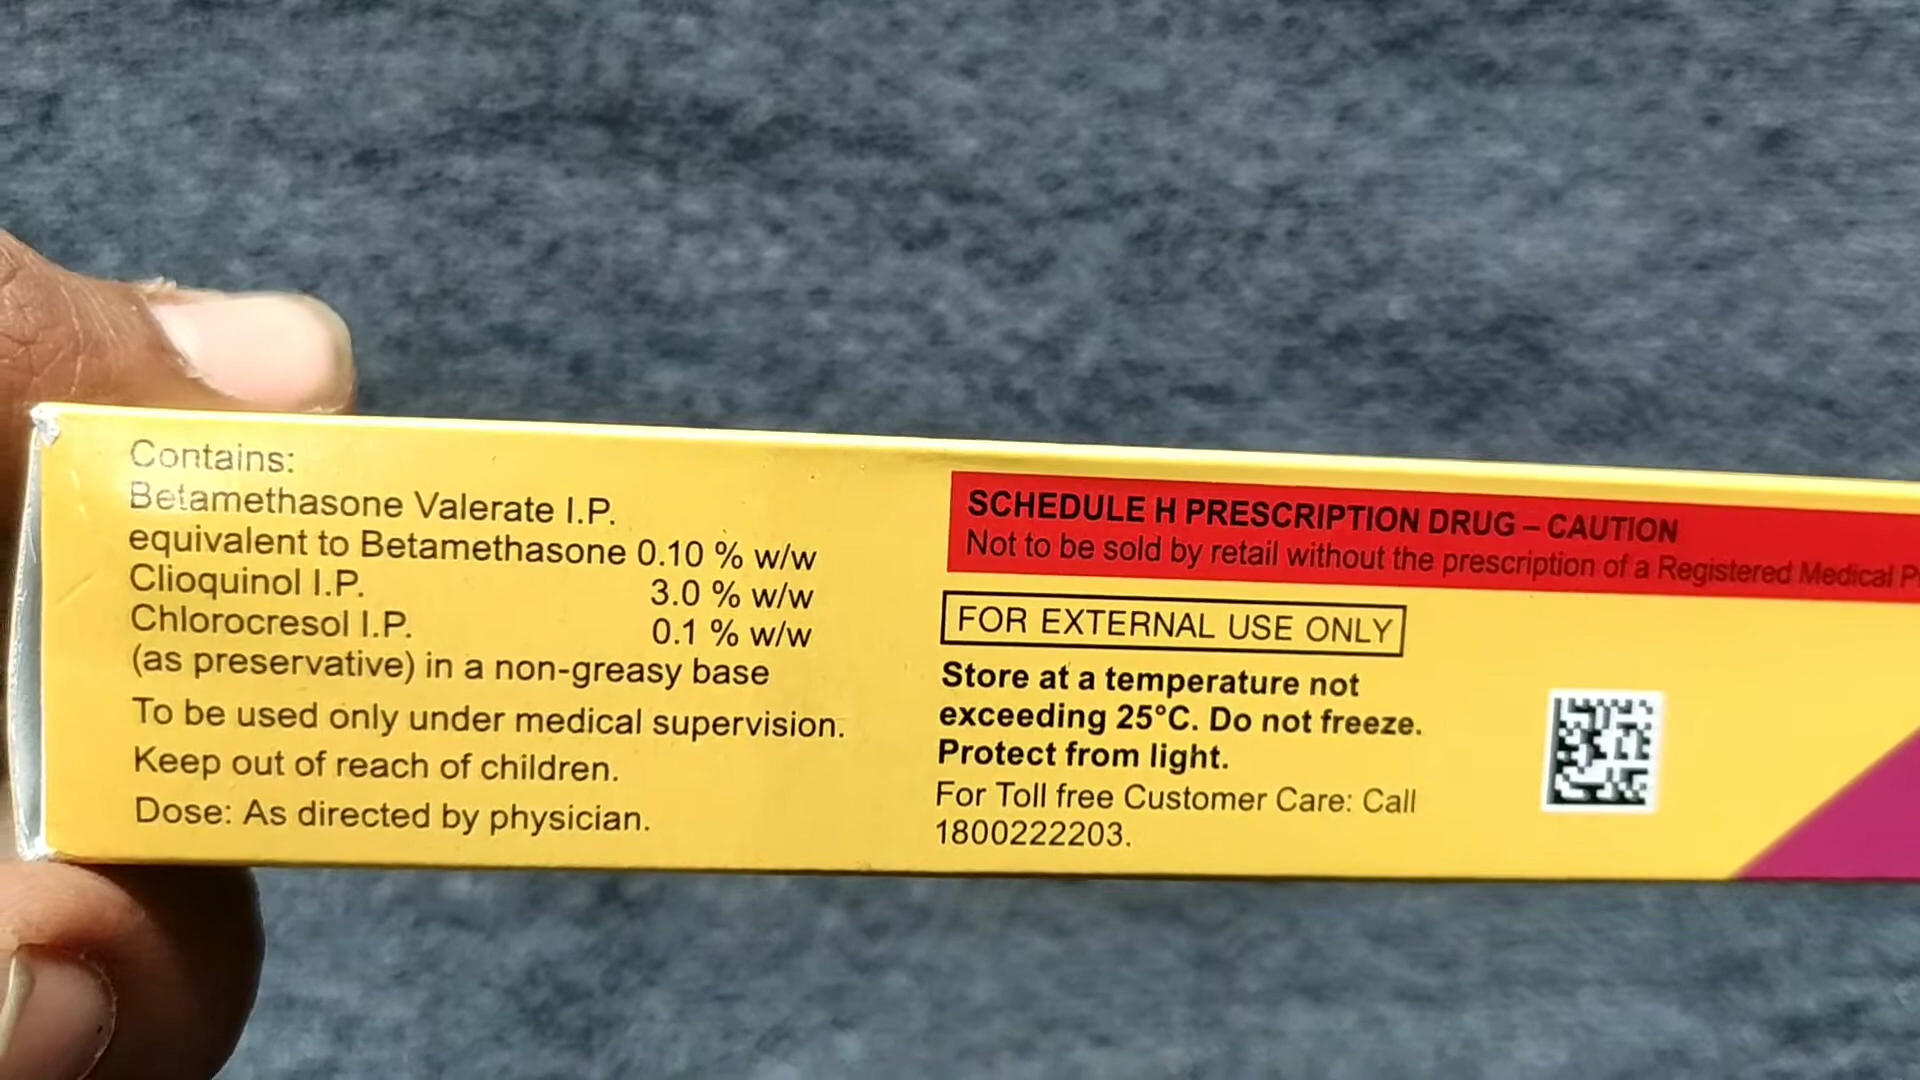 Contains:
Betamethasone Valerate I.P.
equivalent to Betamethasone 0.10 % w/w
Clioquinol I.P. 3.0 % w/w
Chlorocresol I.P. 0.1 % w/w
(as preservative) in a non-greasy base
To be used only under medical supervision.
Keep out of reach of children.
Dose: As directed by physician.
SCHEDULE H PRESCRIPTION DRUG – CAUTION
Not to be sold by retail without the prescription of a Registered Medical
FOR EXTERNAL USE ONLY
Store at a temperature not
exceeding 25°C. Do not freeze.
Protect from light.
For Toll free Customer Care: Call
1800222203.